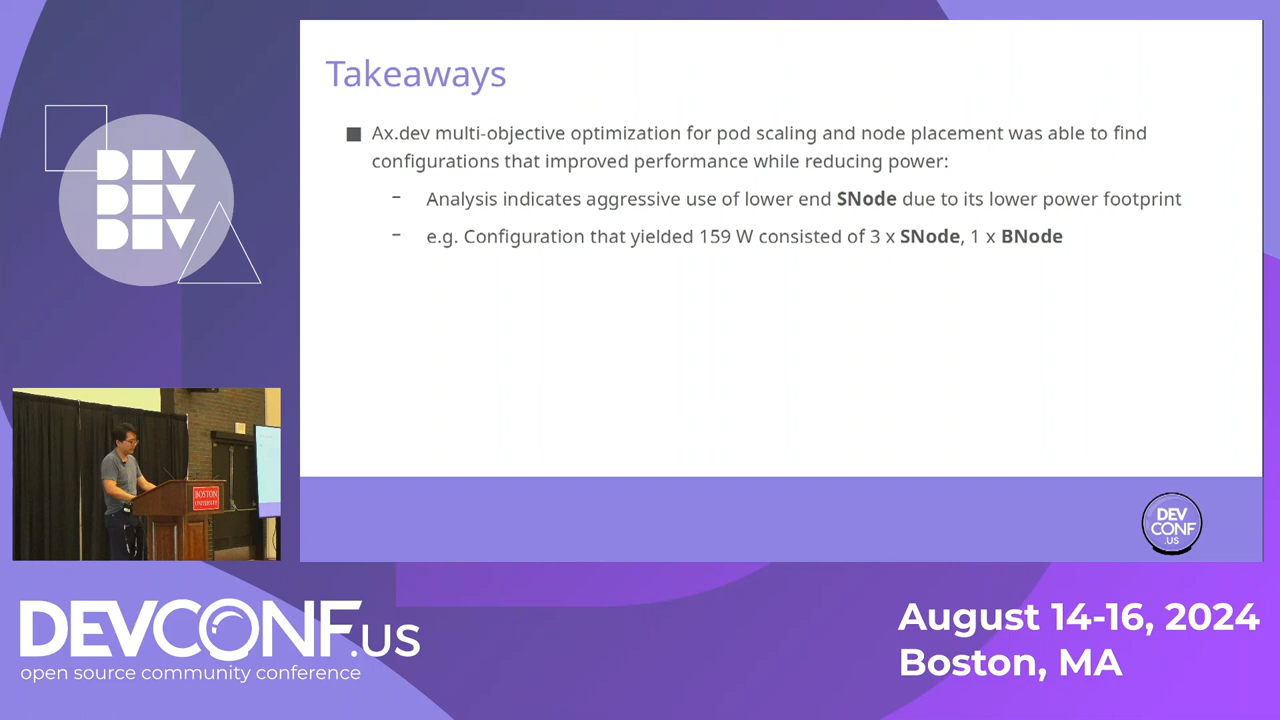 Takeaways
■ Ax.dev multi-objective optimization for pod scaling and node placement was able to find
configurations that improved performance while reducing power:
– Analysis indicates aggressive use of lower end SNode due to its lower power footprint
– e.g. Configuration that yielded 159 W consisted of 3 x SNode, 1 x BNode
DEV
DEV
DEV
BOSTON
UNIVERSITY
DEV
CONF
.US
DEVCONF.US
open source community conference
August 14-16, 2024
Boston, MA